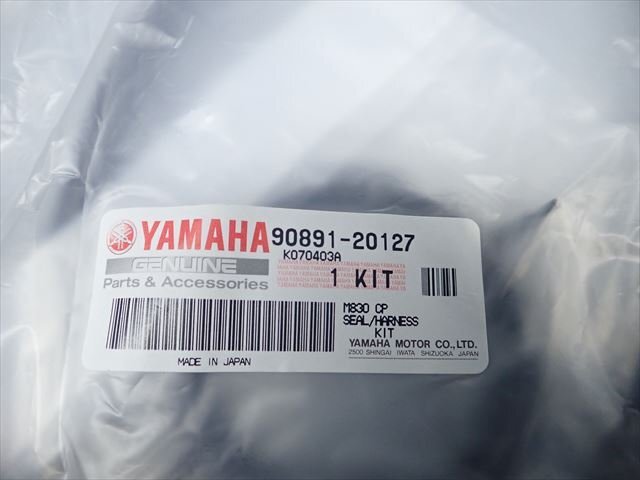 YAMAHA 90891-20127
K070403A
GENUINE
Parts & Accessories
1 KIT
M830 CP
SEAL/HARNESS
KIT
YAMAHA MOTOR CO.,LTD.
2500 SHINGAI IWATA SHIZUOKA JAPAN
MADE IN JAPAN